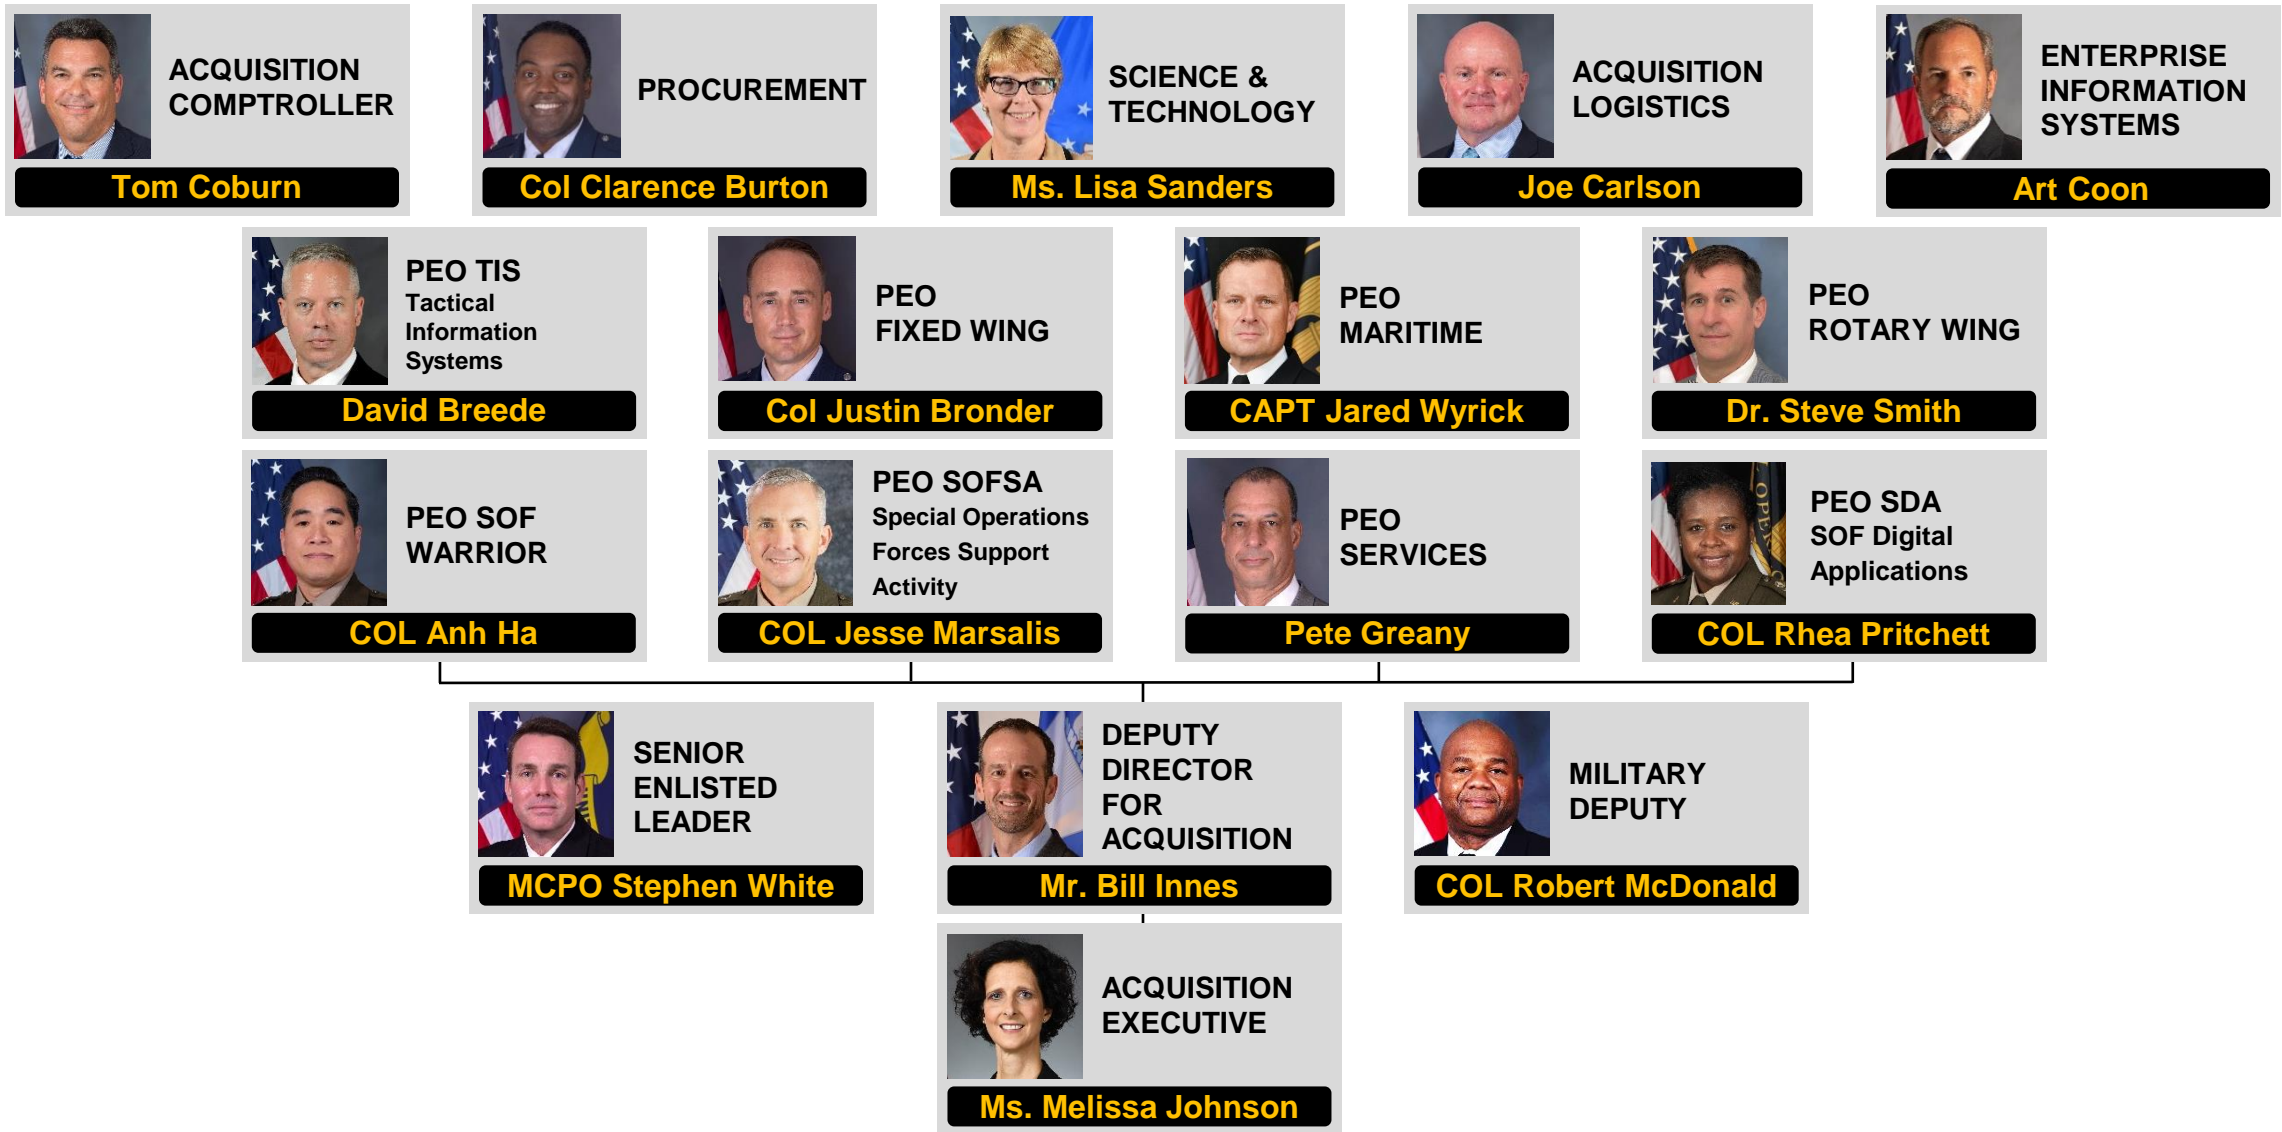 ACQUISITION
COMPTROLLER
Tom Coburn
PROCUREMENT
Col Clarence Burton
SCIENCE &
TECHNOLOGY
Ms. Lisa Sanders
ACQUISITION
LOGISTICS
Joe Carlson
ENTERPRISE
INFORMATION
SYSTEMS
Art Coon
PEO TIS
Tactical
Information
Systems
David Breede
PEO
FIXED WING
Col Justin Bronder
PEO
MARITIME
CAPT Jared Wyrick
PEO
ROTARY WING
Dr. Steve Smith
PEO SOF
WARRIOR
COL Anh Ha
PEO SOFSA
Special Operations
Forces Support
Activity
COL Jesse Marsalis
PEO
SERVICES
Pete Greany
PEO SDA
SOF Digital
Applications
COL Rhea Pritchett
SENIOR
ENLISTED
LEADER
MCPO Stephen White
DEPUTY
DIRECTOR
FOR
ACQUISITION
Mr. Bill Innes
MILITARY
DEPUTY
COL Robert McDonald
ACQUISITION
EXECUTIVE
Ms. Melissa Johnson